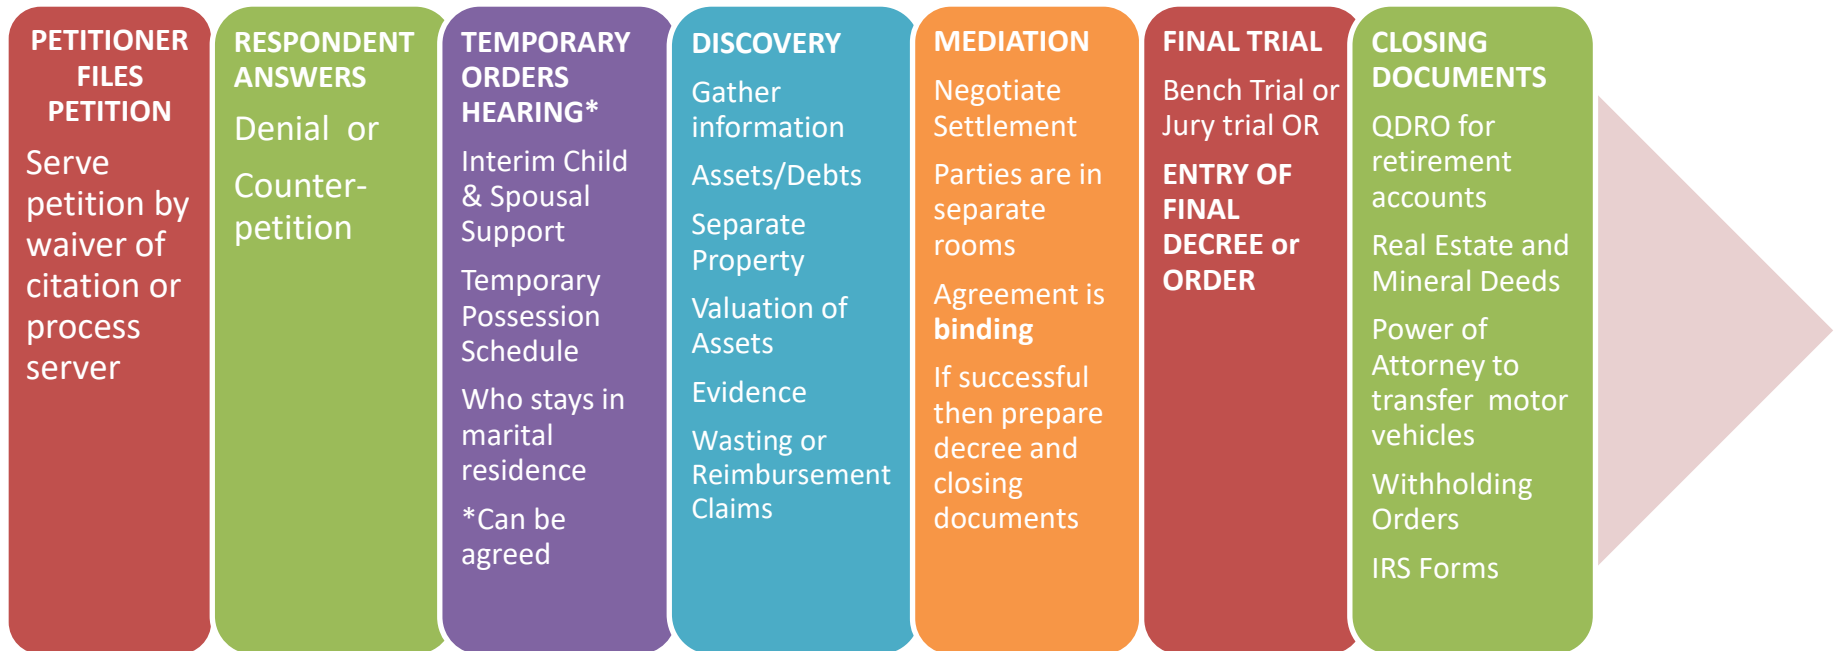 PETITIONER
FILES
PETITION
Serve
petition by
waiver of
citation or
process
server
RESPONDENT
ANSWERS
Denial or
Counter-
petition
TEMPORARY
ORDERS
HEARING*
Interim Child
& Spousal
Support
Temporary
Possession
Schedule
Who stays in
marital
residence
*Can be
agreed
DISCOVERY
Gather
information
Assets/Debts
Separate
Property
Valuation of
Assets
Evidence
Wasting or
Reimbursement
Claims
MEDIATION
Negotiate
Settlement
Parties are in
separate
rooms
Agreement is
binding
If successful
then prepare
decree and
closing
documents
FINAL TRIAL
Bench Trial or
Jury trial OR
ENTRY OF
FINAL
DECREE or
ORDER
CLOSING
DOCUMENTS
QDRO for
retirement
accounts
Real Estate and
Mineral Deeds
Power of
Attorney to
transfer motor
vehicles
Withholding
Orders
IRS Forms